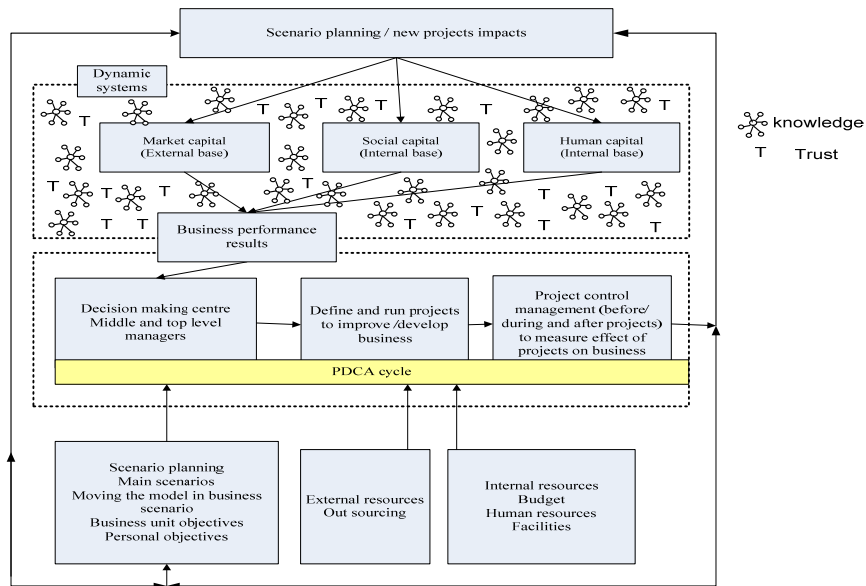 Scenario planning / new projects impacts
Dynamic
systems
T
T
T
T
knowledge
T
Trust
Market capital
(External base)
Social capital
(Internal base)
Human capital
(Internal base)
T
T
T
T
T
T
T
T
T
T
T
Business performance
results
Decision making centre
Middle and top level
managers
Define and run projects
to improve /develop
business
Project control
management (before/
during and after projects)
to measure effect of
projects on business
PDCA cycle
Scenario planning
Main scenarios
Moving the model in business
scenario
Business unit objectives
Personal objectives
External resources
Out sourcing
Internal resources
Budget
Human resources
Facilities